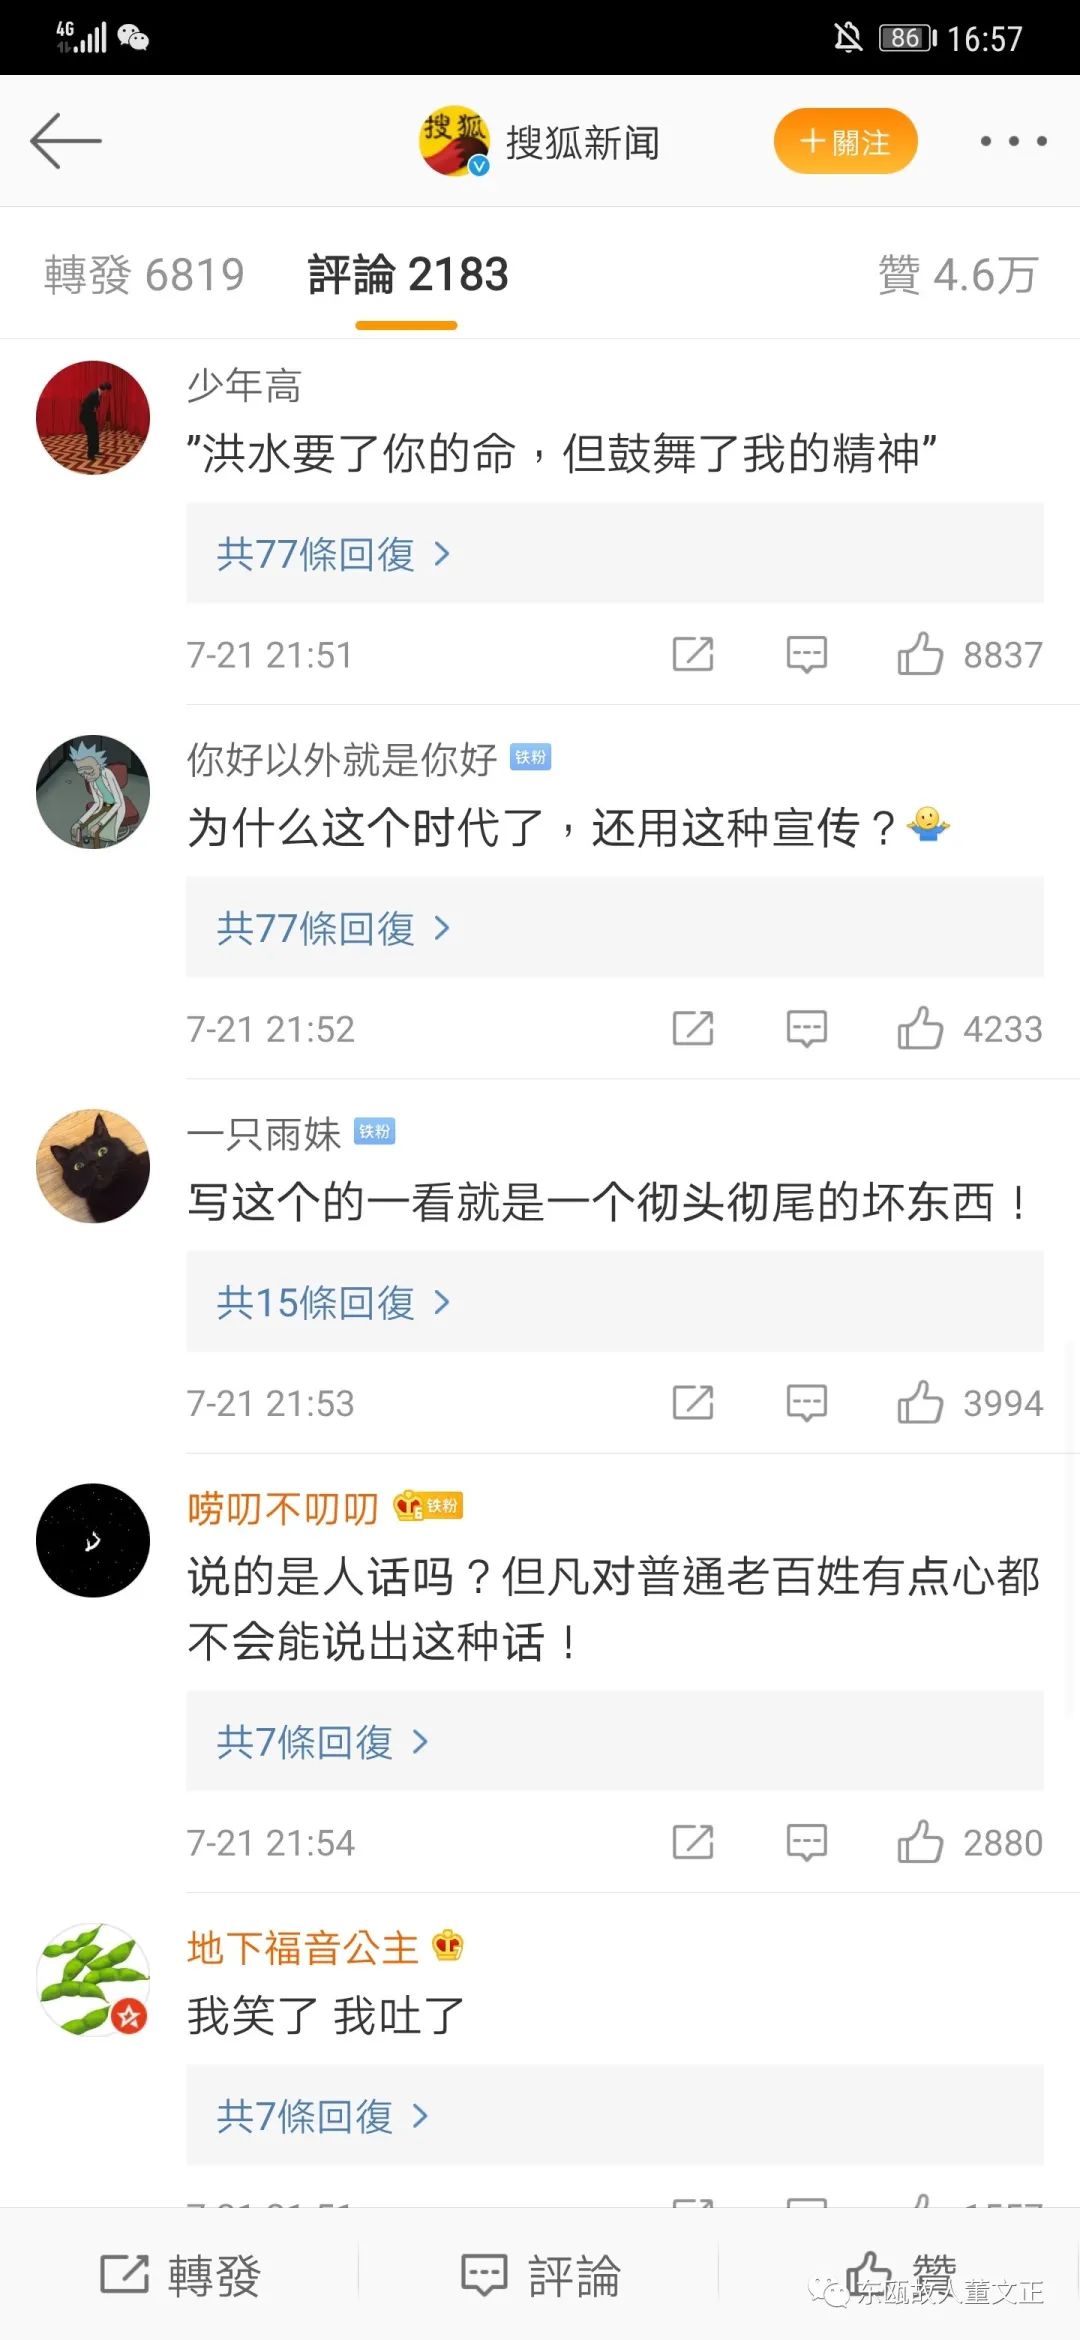 4G 86 16:57
搜狐 搜狐新闻 +關注
轉發 6819 評論 2183 贊 4.6万
少年高
”洪水要了你的命，但鼓舞了我的精神”
共77條回復 >
7-21 21:51 8837
你好以外就是你好 铁粉
为什么这个时代了，还用这种宣传？
共77條回復 >
7-21 21:52 4233
一只雨妹 铁粉
写这个的一看就是一个彻头彻尾的坏东西！
共15條回復 >
7-21 21:53 3994
唠叨不叨叨 6 铁粉
说的是人话吗？但凡对普通老百姓有点心都
不会能说出这种话！
共7條回復 >
7-21 21:54 2880
地下福音公主
我笑了 我吐了
共7條回復 >
轉發 評論 贊
东瓯故人董文正